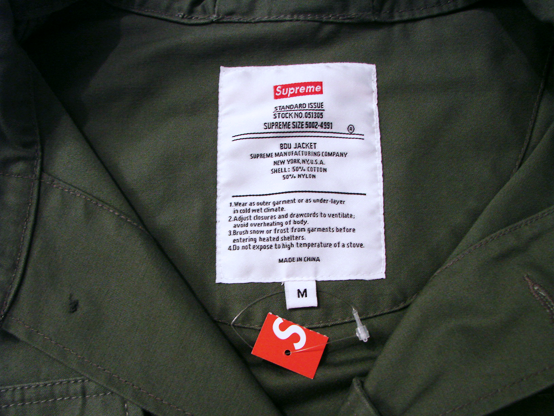 Supreme
STANDARD ISSUE
STOCK NO. 051305
SUPREME SIZE 5002-4991
BDU JACKET
SUPREME MANUFACTURING COMPANY
NEW YORK, N.Y. U.S.A.
SHELL: 50% COTTON
50% NYLON
1.Wear as outer garment or as under-layer
in cold wet climate.
2.Adjust closures and drawcords to ventilate;
avoid overheating of body.
3.Brush snow or frost from garments before
entering heated shelters.
4.Do not expose to high temperature of a stove.
MADE IN CHINA
M
S